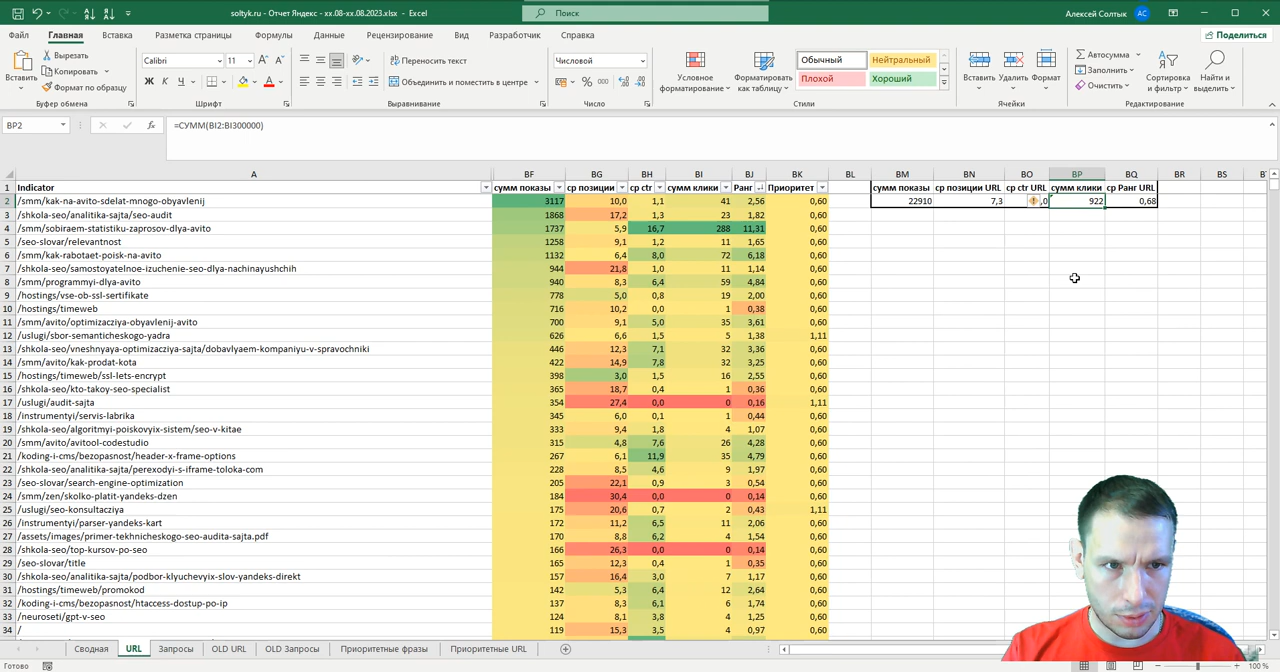 soltyk.ru - Отчет Яндекс - xx.08-xx.08.2023.xlsx - Excel
Поиск
Алексей Солтык АС
Файл Главная Вставка Разметка страницы Формулы Данные Рецензирование Вид Разработчик Справка Поделиться
Вставить Вырезать Копировать Формат по образцу
Буфер обмена
Calibri 11
Ж К Ч
Шрифт
Переносить текст
Объединить и поместить в центре
Выравнивание
Числовой
% 000
Число
Условное форматирование
Форматировать как таблицу
Обычный Нейтральный
Плохой Хороший
Стили
Вставить Удалить Формат
Ячейки
Автосумма
Заполнить
Очистить
Сортировка и фильтр
Найти и выделить
Редактирование
BP2 fx =СУММ(BI2:BI300000)
A BF BG BH BI BJ BK BL BM BN BO BP BQ BR BS
1 Indicator сумм показы ср позиции ср ctr сумм клики Ранг Приоритет сумм показы ср позиции URL ср ctr URL сумм клики ср Ранг URL
2 /smm/kak-na-avito-sdelat-mnogo-obyavlenij 3117 10,0 1,3 41 2,56 0,60 22910 7,3 ,0 922 0,68
3 /shkola-seo/analitika-sajta/seo-audit 1868 17,2 1,3 23 1,82 0,60
4 /smm/sobiraem-statistiku-zaprosov-dlya-avito 1737 5,9 16,7 288 11,31 0,60
5 /seo-slovar/relevantnost 1258 9,1 1,2 11 1,65 0,60
6 /smm/kak-rabotaet-poisk-na-avito 1132 6,4 8,0 72 6,18 0,60
7 /shkola-seo/samostoyatelnoe-izuchenie-seo-dlya-nachinayushchih 944 21,8 1,0 11 1,14 0,60
8 /smm/programmyi-dlya-avito 940 8,3 6,4 59 4,84 0,60
9 /hostings/vse-ob-ssl-sertifikate 778 5,0 0,8 19 2,00 0,60
10 /hostings/timeweb 716 10,2 0,0 1 0,38 0,60
11 /smm/avito/optimizacziya-obyavlenij-avito 700 9,1 5,0 35 3,61 0,60
12 /uslugi/sbor-semanticheskogo-yadra 626 6,6 1,5 5 1,38 1,11
13 /shkola-seo/vneshnyaya-optimizacziya-sajta/dobavlyaem-kompaniyu-v-spravochniki 446 12,3 7,1 32 3,36 0,60
14 /smm/avito/kak-prodat-kota 422 14,9 7,8 32 3,25 0,60
15 /hostings/timeweb/ssl-lets-encrypt 398 3,0 1,5 16 2,55 0,60
16 /shkola-seo/kto-takoy-seo-specialist 365 18,7 0,4 1 0,36 0,60
17 /uslugi/audit-sajta 354 27,4 0,0 0 0,16 1,11
18 /instrumentyi/servis-labrika 345 6,0 0,1 1 0,44 0,60
19 /shkola-seo/algoritmyi-poiskovyix-sistem/seo-v-kitae 333 9,4 1,8 4 1,07 0,60
20 /smm/avito/avitool-codestudio 315 4,8 7,6 26 4,28 0,60
21 /koding-i-cms/bezopasnost/header-x-frame-options 267 6,1 11,9 35 4,79 0,60
22 /shkola-seo/analitika-sajta/perexodyi-s-iframe-toloka-com 228 8,5 4,6 9 1,97 0,60
23 /seo-slovar/search-engine-optimization 205 22,1 0,9 3 0,54 0,60
24 /smm/zen/skolko-platit-yandeks-dzen 184 30,4 0,0 0 0,14 0,60
25 /uslugi/seo-konsultacziya 175 20,6 0,7 2 0,43 1,11
26 /instrumentyi/parser-yandeks-kart 172 11,2 6,5 11 2,06 0,60
27 /assets/images/primer-tekhnicheskogo-seo-audita-sajta.pdf 170 8,8 6,2 4 1,54 0,60
28 /shkola-seo/top-kursov-po-seo 166 26,3 0,0 0 0,14 0,60
29 /seo-slovar/title 165 12,3 0,4 1 0,35 0,60
30 /shkola-seo/analitika-sajta/podbor-klyuchevyix-slov-yandeks-direkt 157 16,4 3,0 7 1,17 0,60
31 /hostings/timeweb/promokod 142 5,3 6,4 12 2,64 0,60
32 /koding-i-cms/bezopasnost/htaccess-dostup-po-ip 137 8,3 6,1 6 1,74 0,60
33 /neuroseti/gpt-v-seo 124 8,1 3,8 4 1,25 0,60
34 / 119 15,3 3,5 4 0,97 0,60
Сводная URL Запросы OLD URL OLD Запросы Приоритетные фразы Приоритетные URL
Готово 100 %